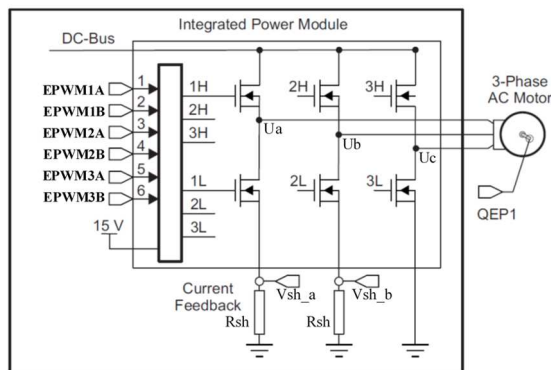 Integrated Power Module
DC-Bus
EPWM1A 1
EPWM1B 2
EPWM2A 3
EPWM2B 4
EPWM3A 5
EPWM3B 6
15 V
1H
2H
3H
1L
2L
3L
2H
3H
2L
3L
Ua
Ub
Uc
3-Phase
AC Motor
QEP1
Current
Feedback
Vsh_a
Vsh_b
Rsh
Rsh